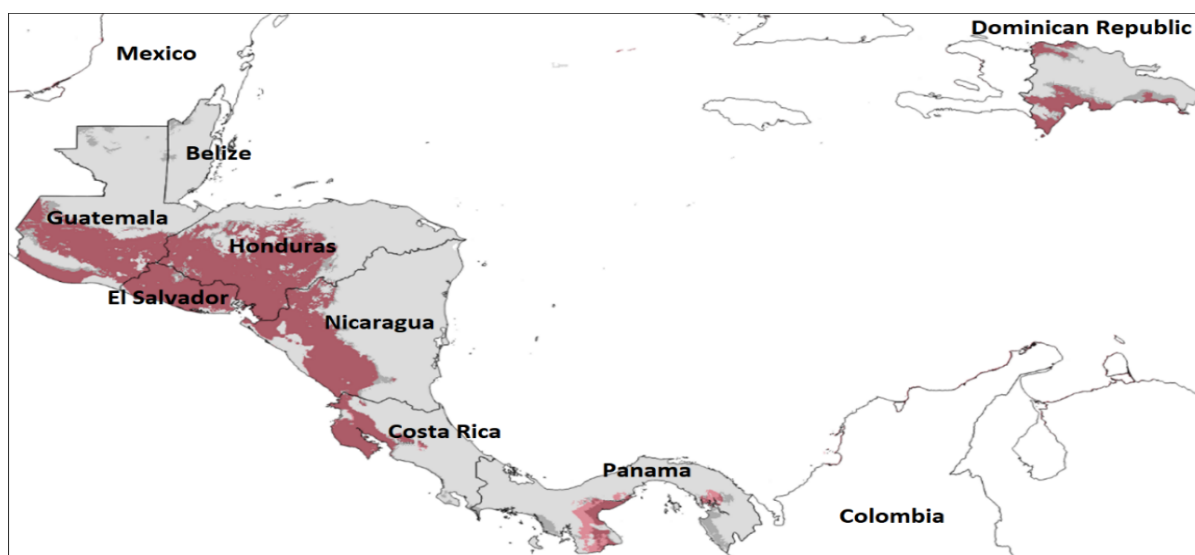 Dominican Republic
Mexico
Belize
Guatemala
Honduras
El Salvador
Nicaragua
Costa Rica
Panama
Colombia